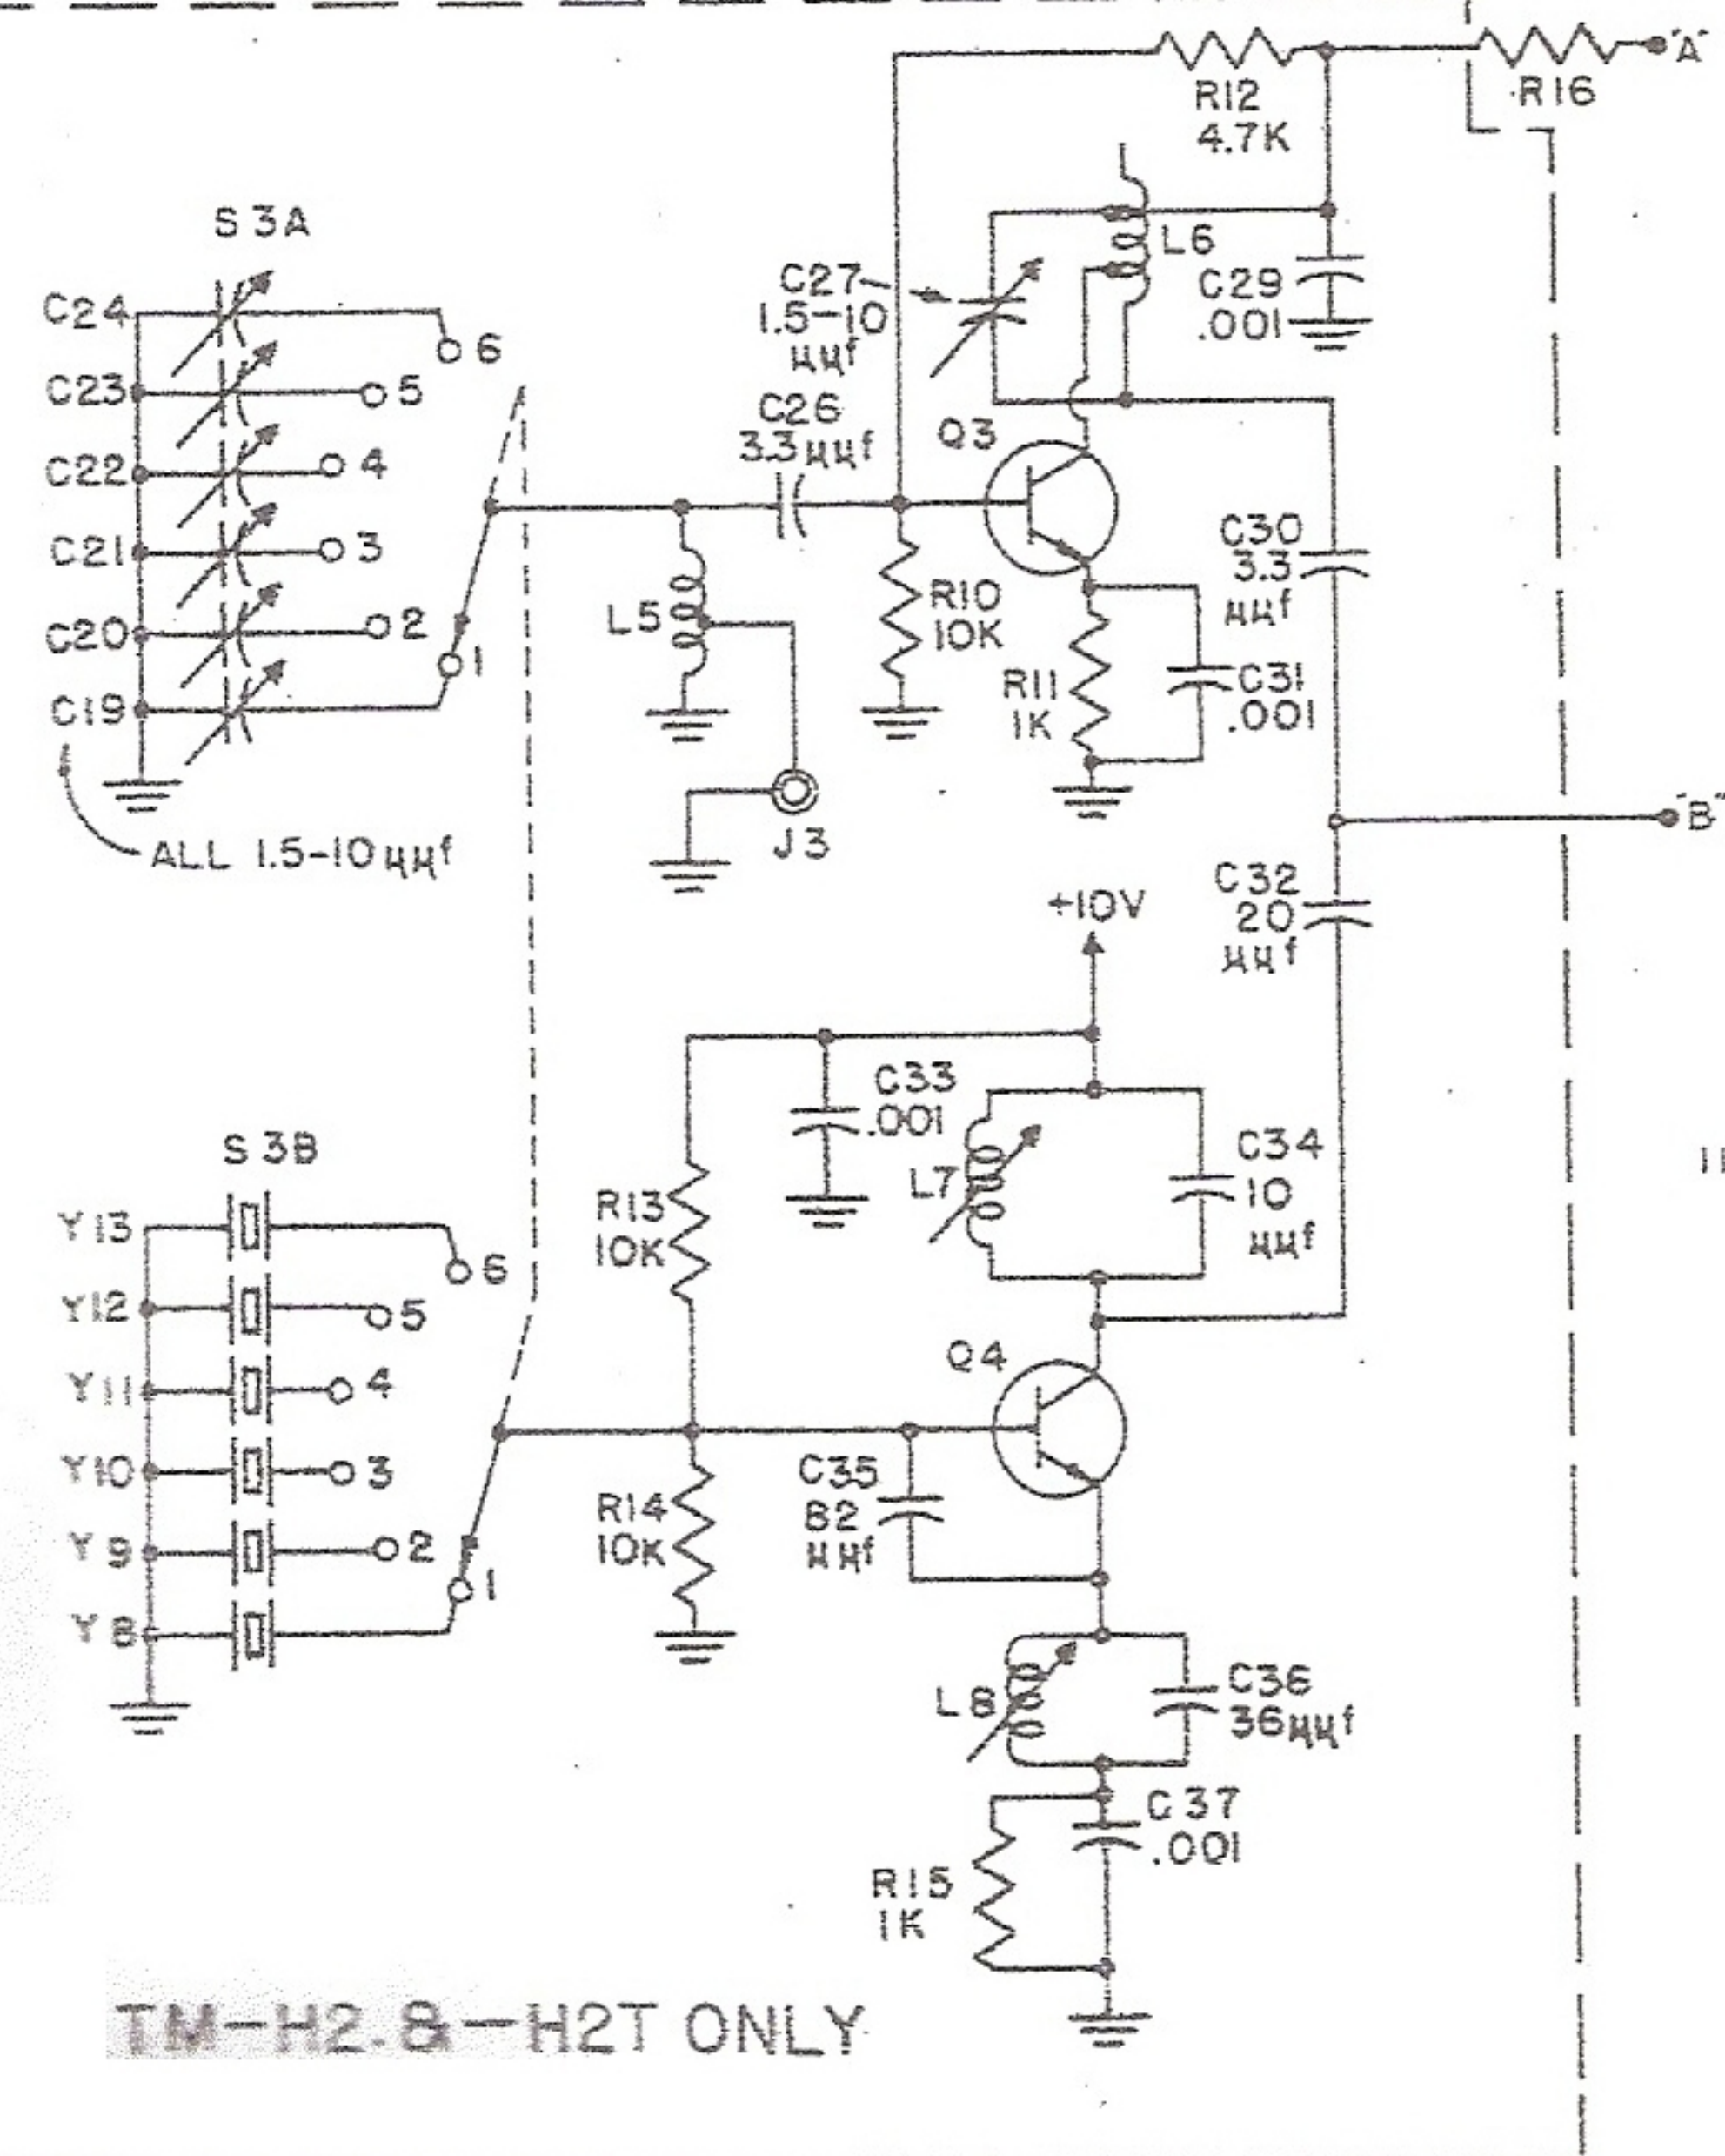 "A"
R12
4.7K
R16
S3A
L6
C27
1.5-10
µµf
C29
.001
C24
6
C23
5
C26
3.3µµf
Q3
C22
4
C21
3
C30
3.3
µµf
C20
2
L5
R10
10K
1
R11
1K
C31
.001
C19
"B"
J3
ALL 1.5-10µµf
C32
20
µµf
+10V
C33
.001
S3B
C34
10
µµf
L7
R13
10K
Y13
6
Y12
5
Q4
Y11
4
Y10
3
C35
82
µµf
R14
10K
Y9
2
1
Y8
L8
C36
36µµf
C37
.001
R15
1K
TM-H2.&-H2T ONLY